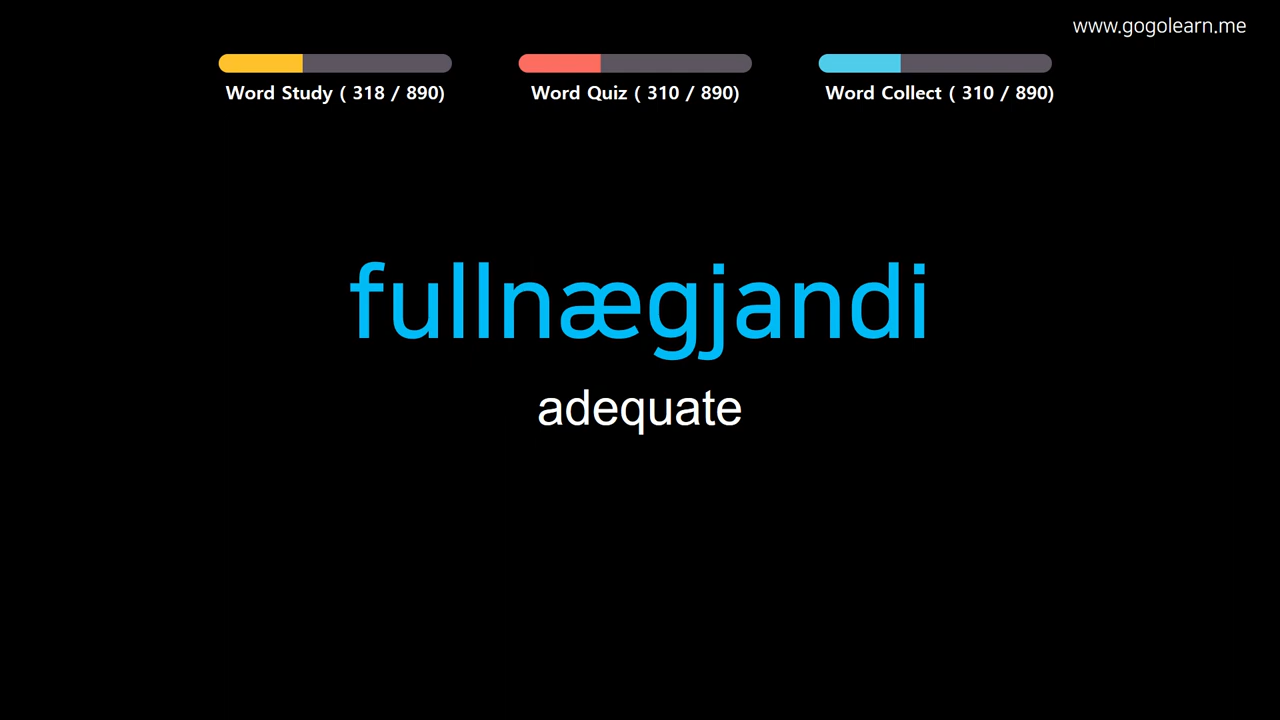 www.gogolearn.me
Word Study ( 318 / 890)
Word Quiz ( 310 / 890)
Word Collect ( 310 / 890)
fullnægjandi
adequate